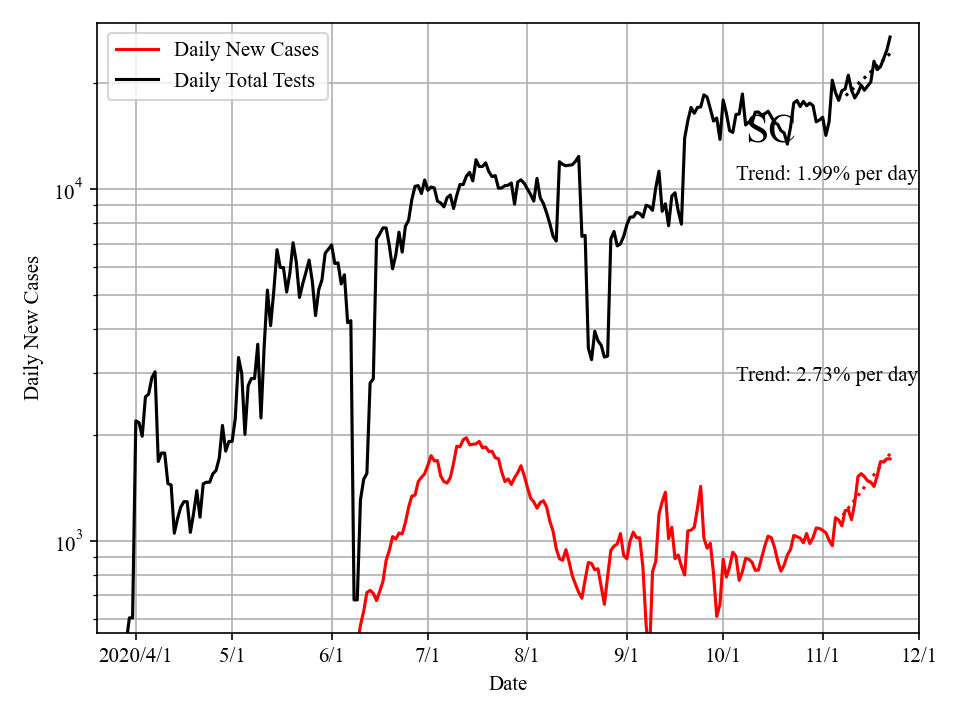 Daily New Cases
Daily Total Tests
SC
Trend: 1.99% per day
10^4
Trend: 2.73% per day
10^3
Daily New Cases
2020/4/1 5/1 6/1 7/1 8/1 9/1 10/1 11/1 12/1
Date